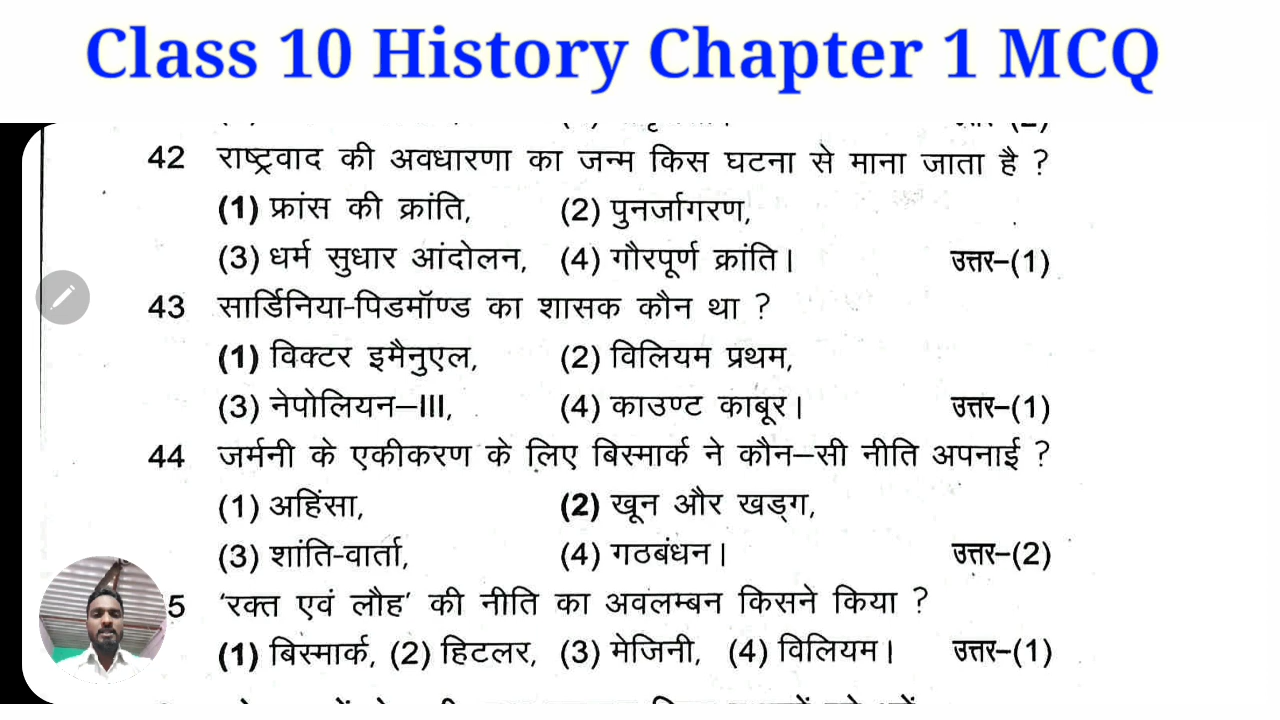 Class 10 History Chapter 1 MCQ
42 राष्ट्रवाद की अवधारणा का जन्म किस घटना से माना जाता है ?
(1) फ्रांस की क्रांति, (2) पुनर्जागरण,
(3) धर्म सुधार आंदोलन, (4) गौरपूर्ण क्रांति। उत्तर–(1)
43 सार्डिनिया-पिडमॉण्ड का शासक कौन था ?
(1) विक्टर इमैनुएल, (2) विलियम प्रथम,
(3) नेपोलियन–III, (4) काउण्ट काबूर। उत्तर–(1)
44 जर्मनी के एकीकरण के लिए बिस्मार्क ने कौन–सी नीति अपनाई ?
(1) अहिंसा, (2) खून और खड्ग,
(3) शांति-वार्ता, (4) गठबंधन। उत्तर–(2)
5 ‘रक्त एवं लौह’ की नीति का अवलम्बन किसने किया ?
(1) बिस्मार्क, (2) हिटलर, (3) मेजिनी, (4) विलियम। उत्तर–(1)